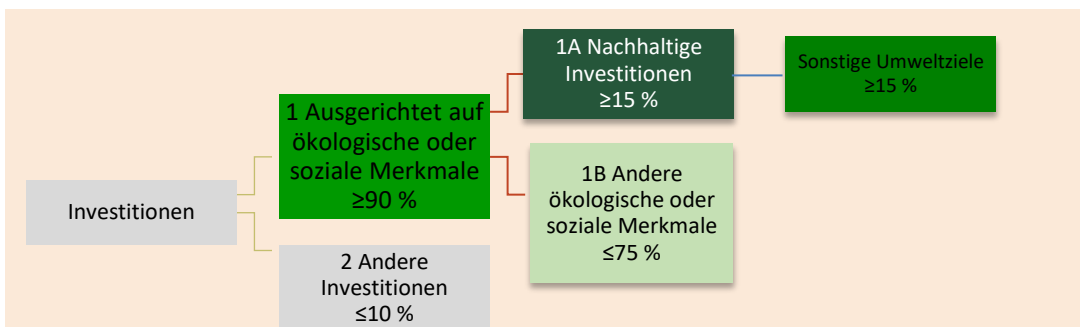 Investitionen
1 Ausgerichtet auf
ökologische oder
soziale Merkmale
≥90 %
2 Andere
Investitionen
≤10 %
1A Nachhaltige
Investitionen
≥15 %
1B Andere
ökologische oder
soziale Merkmale
≤75 %
Sonstige Umweltziele
≥15 %